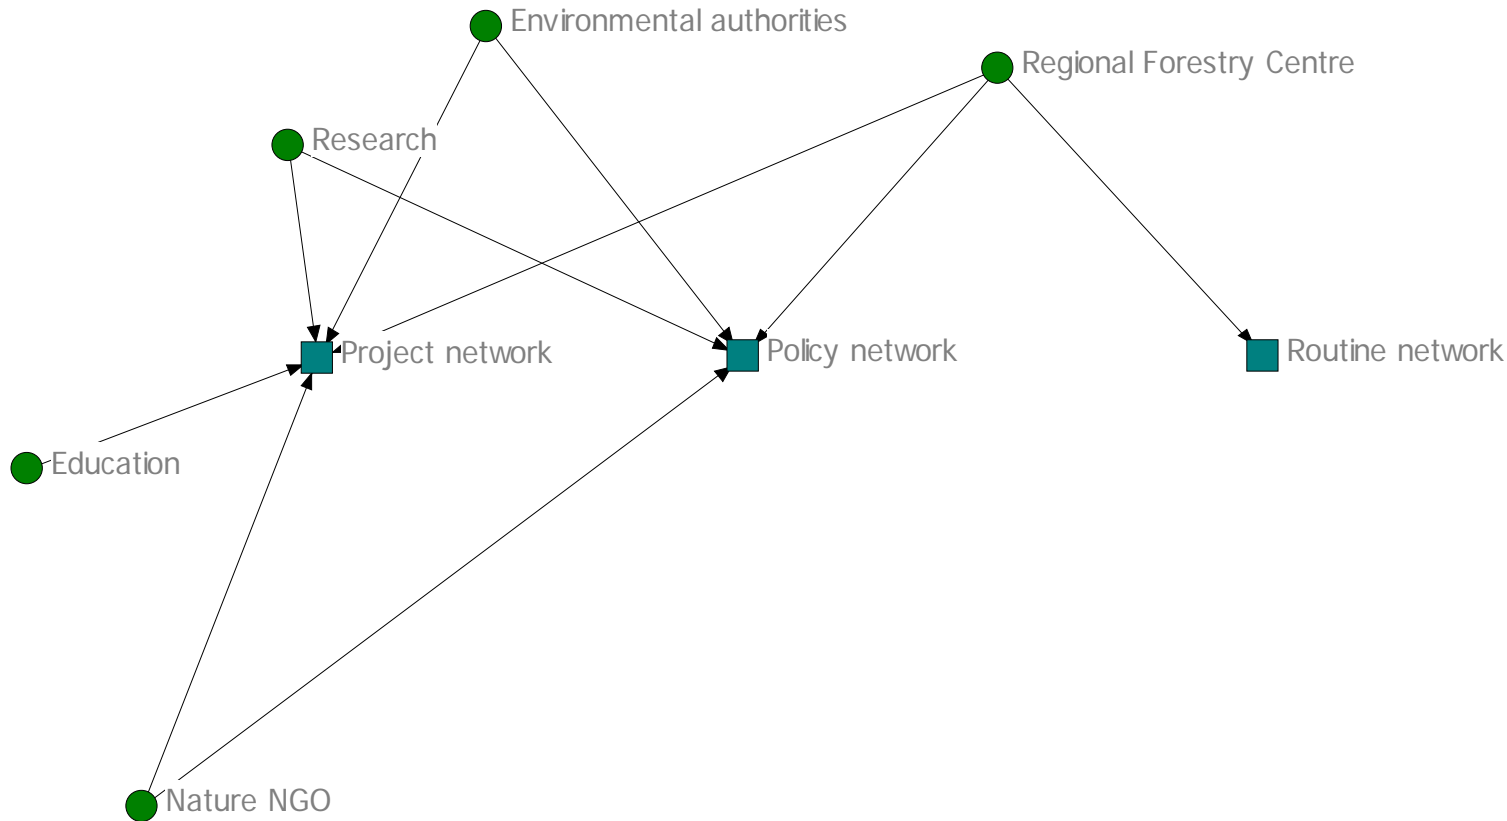 Environmental authorities
Regional Forestry Centre
Research
Project network
Policy network
Routine network
Education
Nature NGO